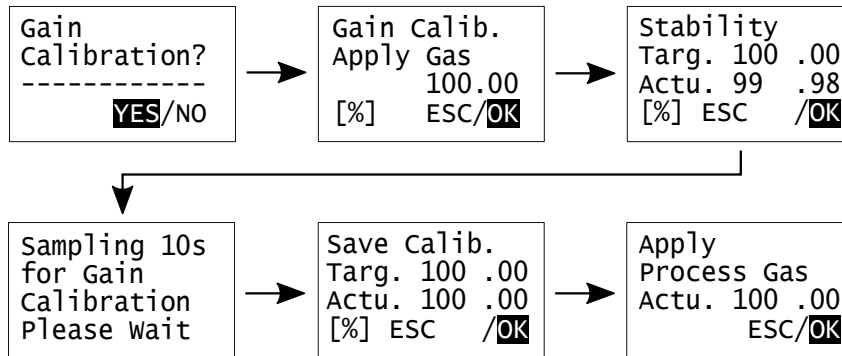 Gain
Calibration?
------------
YES/NO
Gain Calib.
Apply Gas
100.00
[%] ESC/OK
Stability
Targ. 100 .00
Actu. 99 .98
[%] ESC /OK
Sampling 10s
for Gain
Calibration
Please Wait
Save Calib.
Targ. 100 .00
Actu. 100 .00
[%] ESC /OK
Apply
Process Gas
Actu. 100 .00
ESC/OK